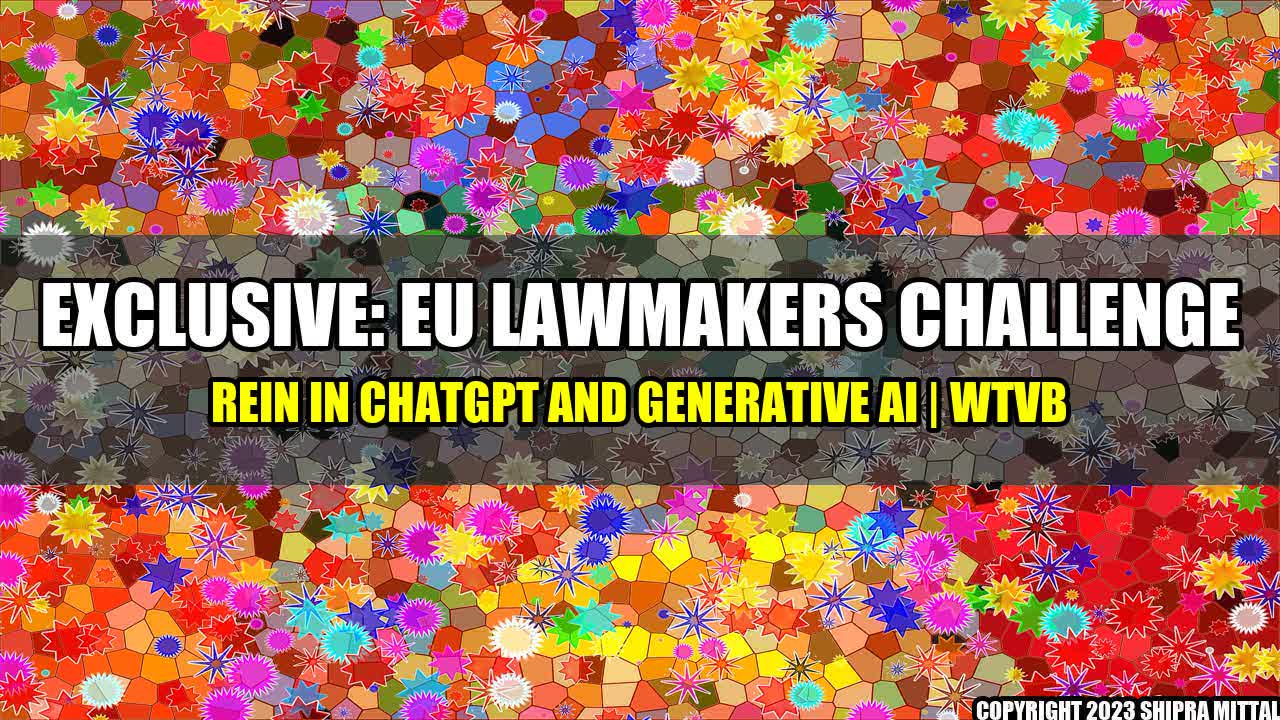 EXCLUSIVE: EU LAWMAKERS CHALLENGE
REIN IN CHATGPT AND GENERATIVE AI | WTVB
COPYRIGHT 2023 SHIPRA MITTAL